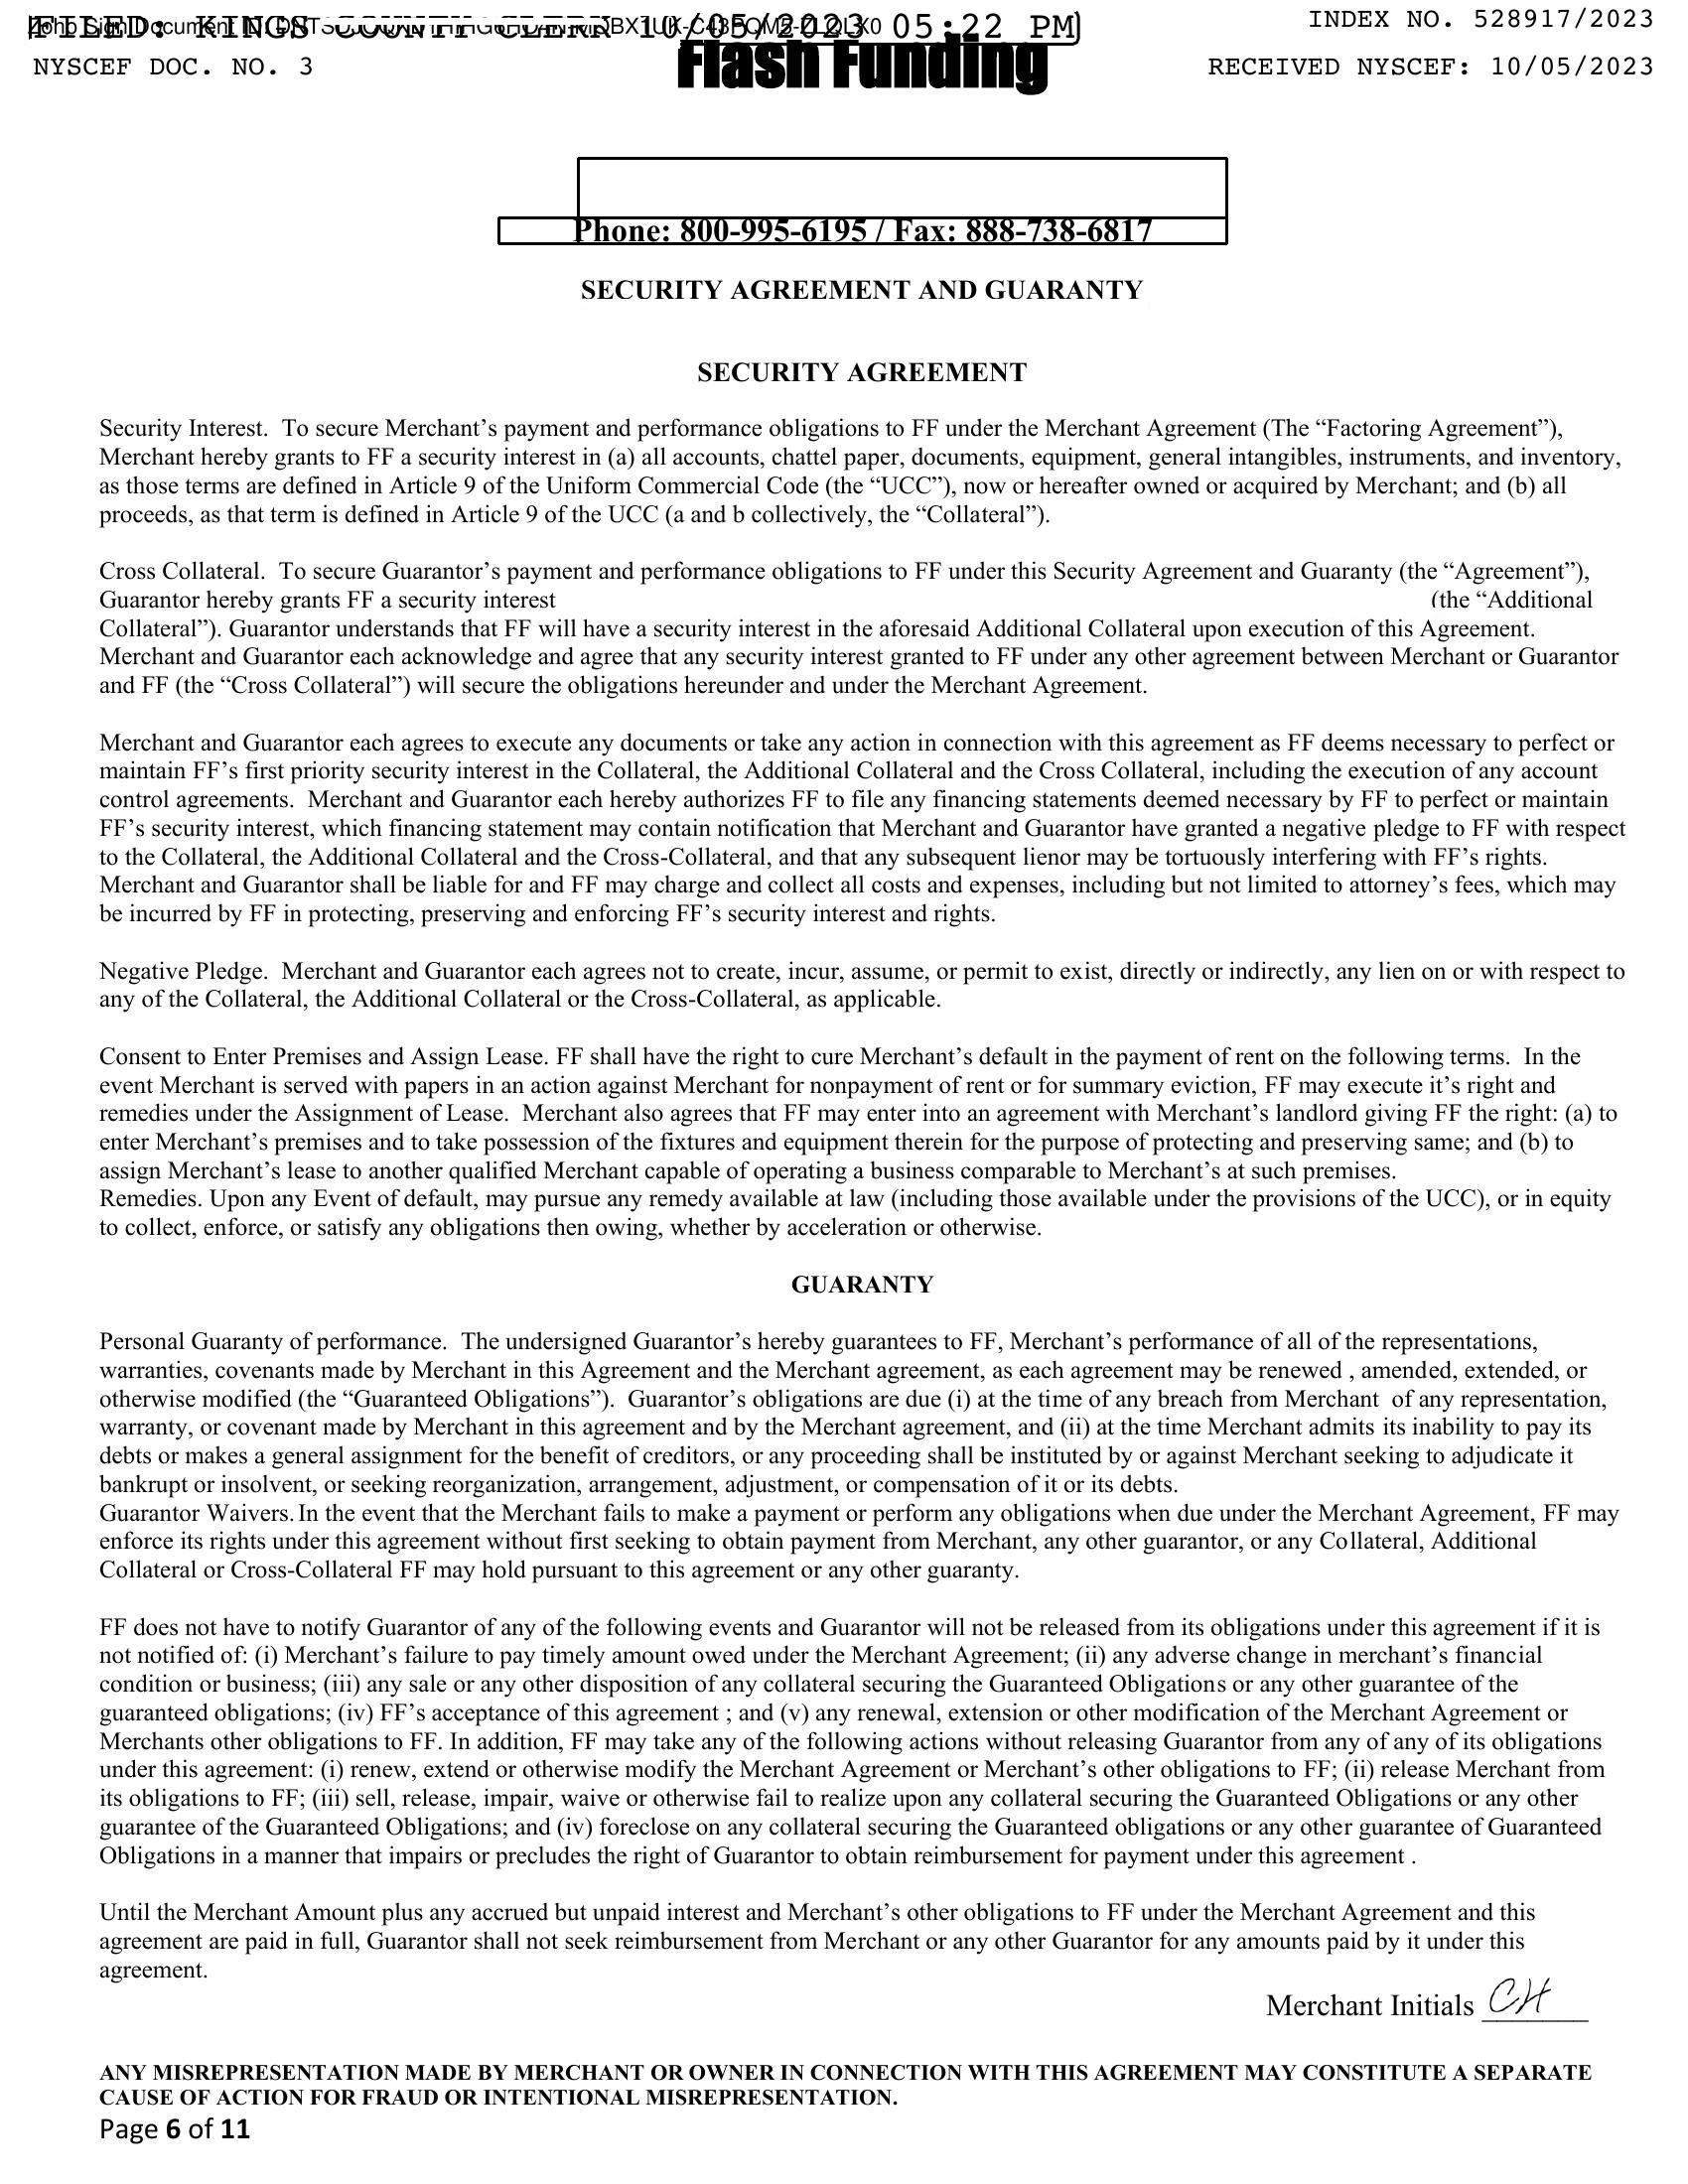 FILED: KINGS COUNTY CLERK 10/05/2023 05:22 PM
INDEX NO. 528917/2023
Zoho Sign Document ID:
NYSCEF DOC. NO. 3
Flash Funding
RECEIVED NYSCEF: 10/05/2023
Phone: 800-995-6195 / Fax: 888-738-6817
SECURITY AGREEMENT AND GUARANTY
SECURITY AGREEMENT
Security Interest. To secure Merchant’s payment and performance obligations to FF under the Merchant Agreement (The “Factoring Agreement”),
Merchant hereby grants to FF a security interest in (a) all accounts, chattel paper, documents, equipment, general intangibles, instruments, and inventory,
as those terms are defined in Article 9 of the Uniform Commercial Code (the “UCC”), now or hereafter owned or acquired by Merchant; and (b) all
proceeds, as that term is defined in Article 9 of the UCC (a and b collectively, the “Collateral”).
Cross Collateral. To secure Guarantor’s payment and performance obligations to FF under this Security Agreement and Guaranty (the “Agreement”),
Guarantor hereby grants FF a security interest (the “Additional
Collateral”). Guarantor understands that FF will have a security interest in the aforesaid Additional Collateral upon execution of this Agreement.
Merchant and Guarantor each acknowledge and agree that any security interest granted to FF under any other agreement between Merchant or Guarantor
and FF (the “Cross Collateral”) will secure the obligations hereunder and under the Merchant Agreement.
Merchant and Guarantor each agrees to execute any documents or take any action in connection with this agreement as FF deems necessary to perfect or
maintain FF’s first priority security interest in the Collateral, the Additional Collateral and the Cross Collateral, including the execution of any account
control agreements. Merchant and Guarantor each hereby authorizes FF to file any financing statements deemed necessary by FF to perfect or maintain
FF’s security interest, which financing statement may contain notification that Merchant and Guarantor have granted a negative pledge to FF with respect
to the Collateral, the Additional Collateral and the Cross-Collateral, and that any subsequent lienor may be tortuously interfering with FF’s rights.
Merchant and Guarantor shall be liable for and FF may charge and collect all costs and expenses, including but not limited to attorney’s fees, which may
be incurred by FF in protecting, preserving and enforcing FF’s security interest and rights.
Negative Pledge. Merchant and Guarantor each agrees not to create, incur, assume, or permit to exist, directly or indirectly, any lien on or with respect to
any of the Collateral, the Additional Collateral or the Cross-Collateral, as applicable.
Consent to Enter Premises and Assign Lease. FF shall have the right to cure Merchant’s default in the payment of rent on the following terms. In the
event Merchant is served with papers in an action against Merchant for nonpayment of rent or for summary eviction, FF may execute it’s right and
remedies under the Assignment of Lease. Merchant also agrees that FF may enter into an agreement with Merchant’s landlord giving FF the right: (a) to
enter Merchant’s premises and to take possession of the fixtures and equipment therein for the purpose of protecting and preserving same; and (b) to
assign Merchant’s lease to another qualified Merchant capable of operating a business comparable to Merchant’s at such premises.
Remedies. Upon any Event of default, may pursue any remedy available at law (including those available under the provisions of the UCC), or in equity
to collect, enforce, or satisfy any obligations then owing, whether by acceleration or otherwise.
GUARANTY
Personal Guaranty of performance. The undersigned Guarantor’s hereby guarantees to FF, Merchant’s performance of all of the representations,
warranties, covenants made by Merchant in this Agreement and the Merchant agreement, as each agreement may be renewed , amended, extended, or
otherwise modified (the “Guaranteed Obligations”). Guarantor’s obligations are due (i) at the time of any breach from Merchant of any representation,
warranty, or covenant made by Merchant in this agreement and by the Merchant agreement, and (ii) at the time Merchant admits its inability to pay its
debts or makes a general assignment for the benefit of creditors, or any proceeding shall be instituted by or against Merchant seeking to adjudicate it
bankrupt or insolvent, or seeking reorganization, arrangement, adjustment, or compensation of it or its debts.
Guarantor Waivers. In the event that the Merchant fails to make a payment or perform any obligations when due under the Merchant Agreement, FF may
enforce its rights under this agreement without first seeking to obtain payment from Merchant, any other guarantor, or any Collateral, Additional
Collateral or Cross-Collateral FF may hold pursuant to this agreement or any other guaranty.
FF does not have to notify Guarantor of any of the following events and Guarantor will not be released from its obligations under this agreement if it is
not notified of: (i) Merchant’s failure to pay timely amount owed under the Merchant Agreement; (ii) any adverse change in merchant’s financial
condition or business; (iii) any sale or any other disposition of any collateral securing the Guaranteed Obligations or any other guarantee of the
guaranteed obligations; (iv) FF’s acceptance of this agreement ; and (v) any renewal, extension or other modification of the Merchant Agreement or
Merchants other obligations to FF. In addition, FF may take any of the following actions without releasing Guarantor from any of any of its obligations
under this agreement: (i) renew, extend or otherwise modify the Merchant Agreement or Merchant’s other obligations to FF; (ii) release Merchant from
its obligations to FF; (iii) sell, release, impair, waive or otherwise fail to realize upon any collateral securing the Guaranteed Obligations or any other
guarantee of the Guaranteed Obligations; and (iv) foreclose on any collateral securing the Guaranteed obligations or any other guarantee of Guaranteed
Obligations in a manner that impairs or precludes the right of Guarantor to obtain reimbursement for payment under this agreement .
Until the Merchant Amount plus any accrued but unpaid interest and Merchant’s other obligations to FF under the Merchant Agreement and this
agreement are paid in full, Guarantor shall not seek reimbursement from Merchant or any other Guarantor for any amounts paid by it under this
agreement.
Merchant Initials CH
ANY MISREPRESENTATION MADE BY MERCHANT OR OWNER IN CONNECTION WITH THIS AGREEMENT MAY CONSTITUTE A SEPARATE
CAUSE OF ACTION FOR FRAUD OR INTENTIONAL MISREPRESENTATION.
Page 6 of 11